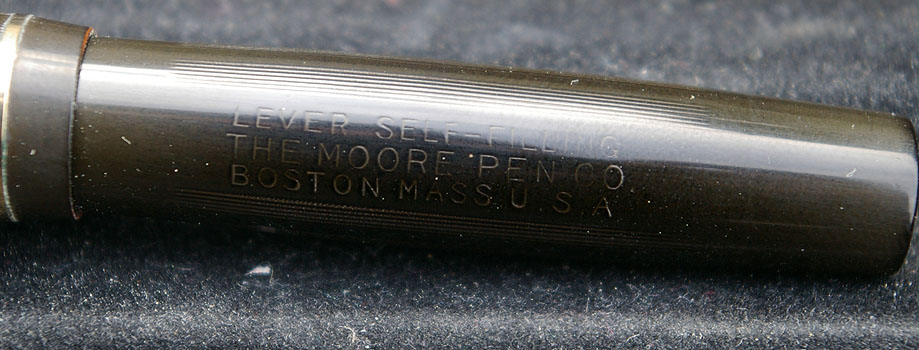 LEVER SELF-FILLING
THE MOORE PEN CO.
BOSTON MASS. U.S.A